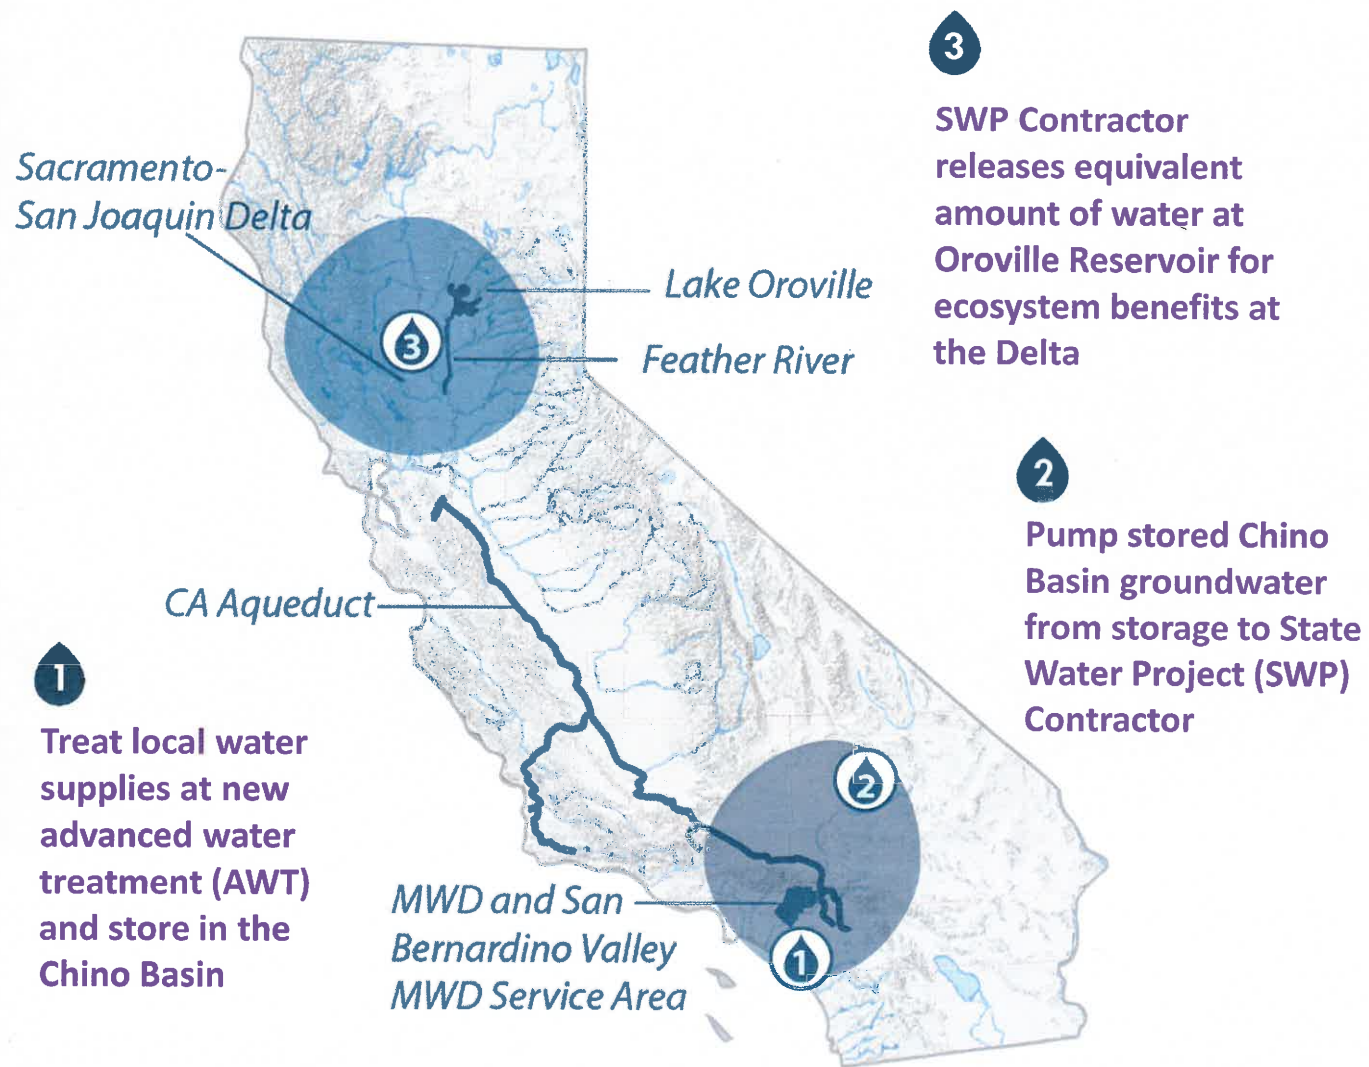 3
SWP Contractor
releases equivalent
amount of water at
Oroville Reservoir for
ecosystem benefits at
the Delta
Sacramento-
San Joaquin Delta
Lake Oroville
3
Feather River
2
Pump stored Chino
Basin groundwater
from storage to State
Water Project (SWP)
Contractor
CA Aqueduct
1
Treat local water
supplies at new
advanced water
treatment (AWT)
and store in the
Chino Basin
2
MWD and San
Bernardino Valley
MWD Service Area
1